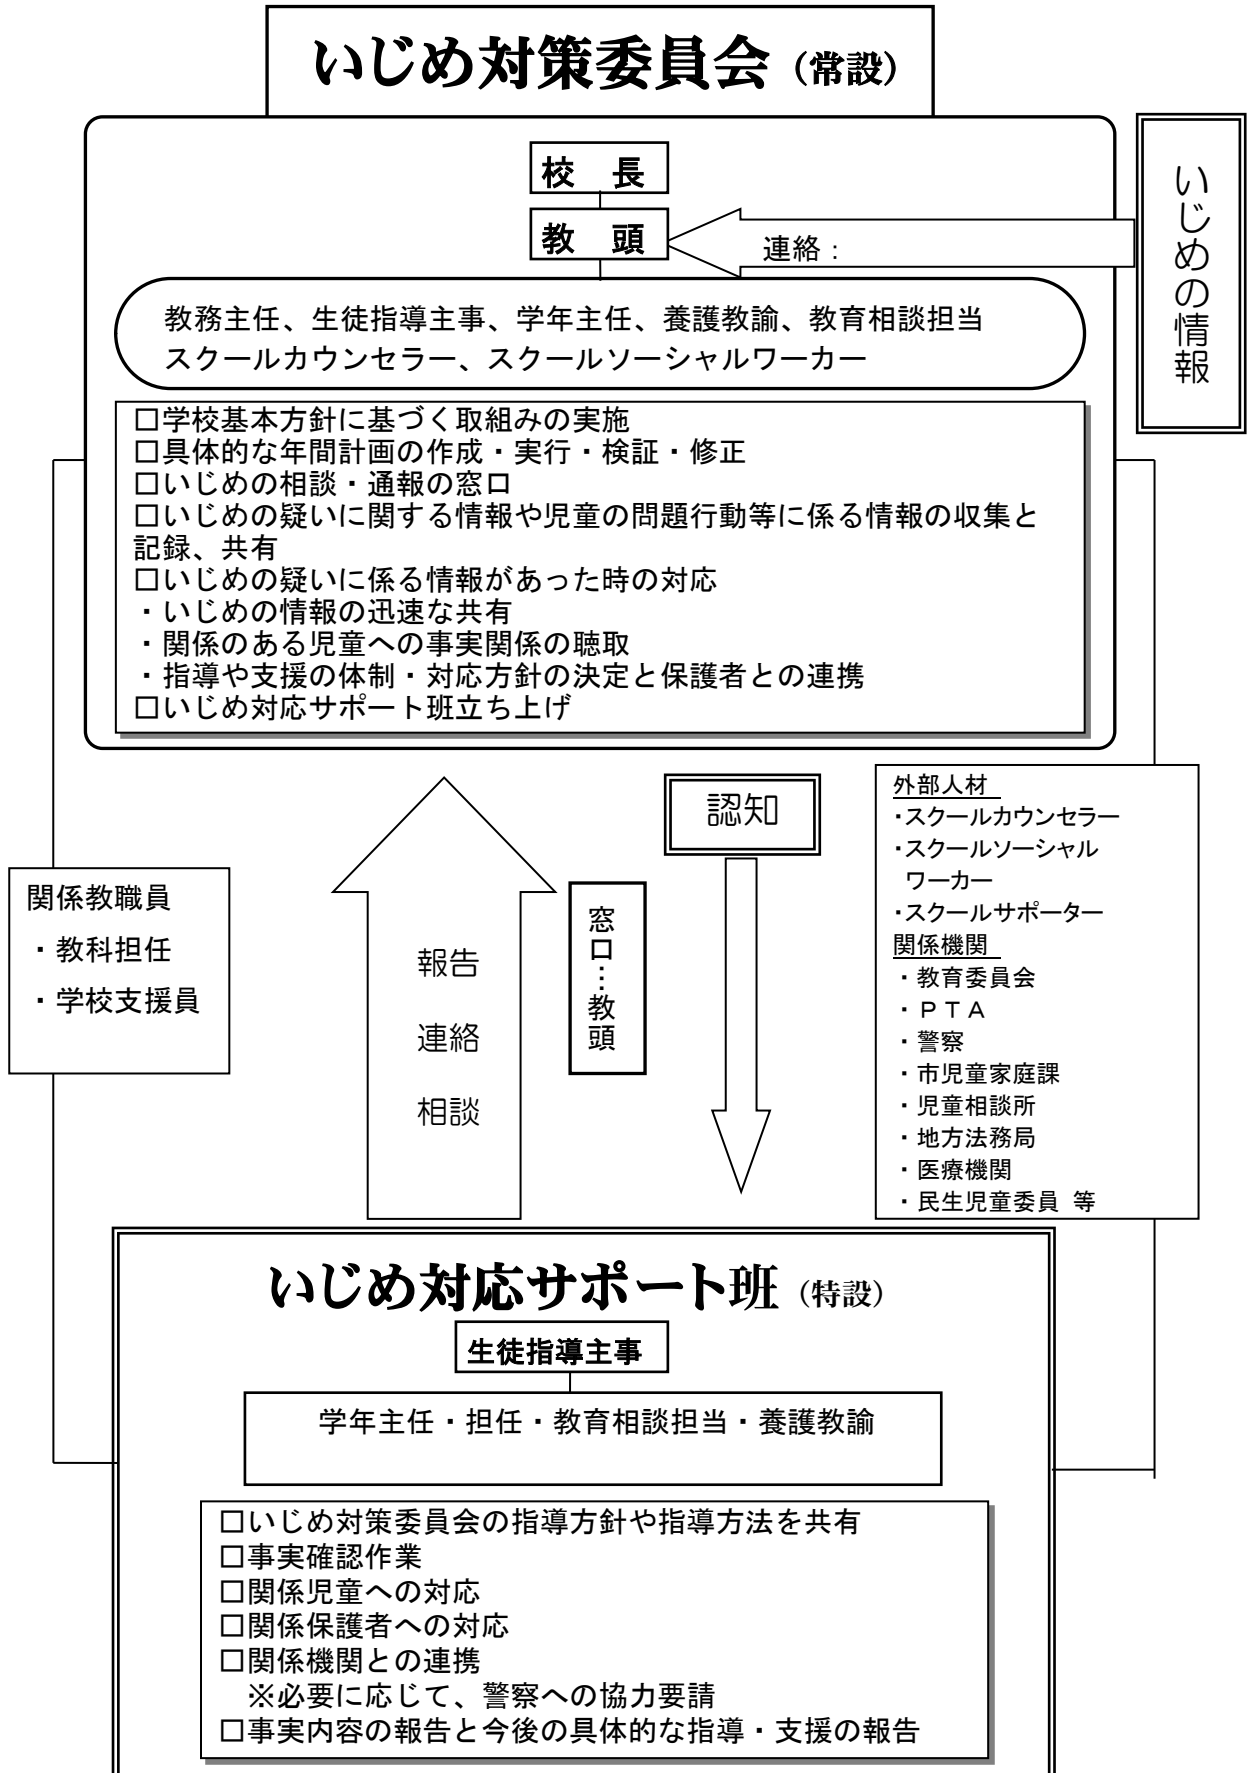 いじめ対策委員会（常設）
校　長
教　頭
連絡：
いじめの情報
教務主任、生徒指導主事、学年主任、養護教諭、教育相談担当
スクールカウンセラー、スクールソーシャルワーカー
□学校基本方針に基づく取組みの実施
□具体的な年間計画の作成・実行・検証・修正
□いじめの相談・通報の窓口
□いじめの疑いに関する情報や児童の問題行動等に係る情報の収集と
記録、共有
□いじめの疑いに係る情報があった時の対応
・いじめの情報の迅速な共有
・関係のある児童への事実関係の聴取
・指導や支援の体制・対応方針の決定と保護者との連携
□いじめ対応サポート班立ち上げ
関係教職員
・教科担任
・学校支援員
報告
連絡
相談
窓口…教頭
認知
外部人材
・スクールカウンセラー
・スクールソーシャル
ワーカー
・スクールサポーター
関係機関
・教育委員会
・ＰＴＡ
・警察
・市児童家庭課
・児童相談所
・地方法務局
・医療機関
・民生児童委員 等
いじめ対応サポート班（特設）
生徒指導主事
学年主任・担任・教育相談担当・養護教諭
□いじめ対策委員会の指導方針や指導方法を共有
□事実確認作業
□関係児童への対応
□関係保護者への対応
□関係機関との連携
※必要に応じて、警察への協力要請
□事実内容の報告と今後の具体的な指導・支援の報告